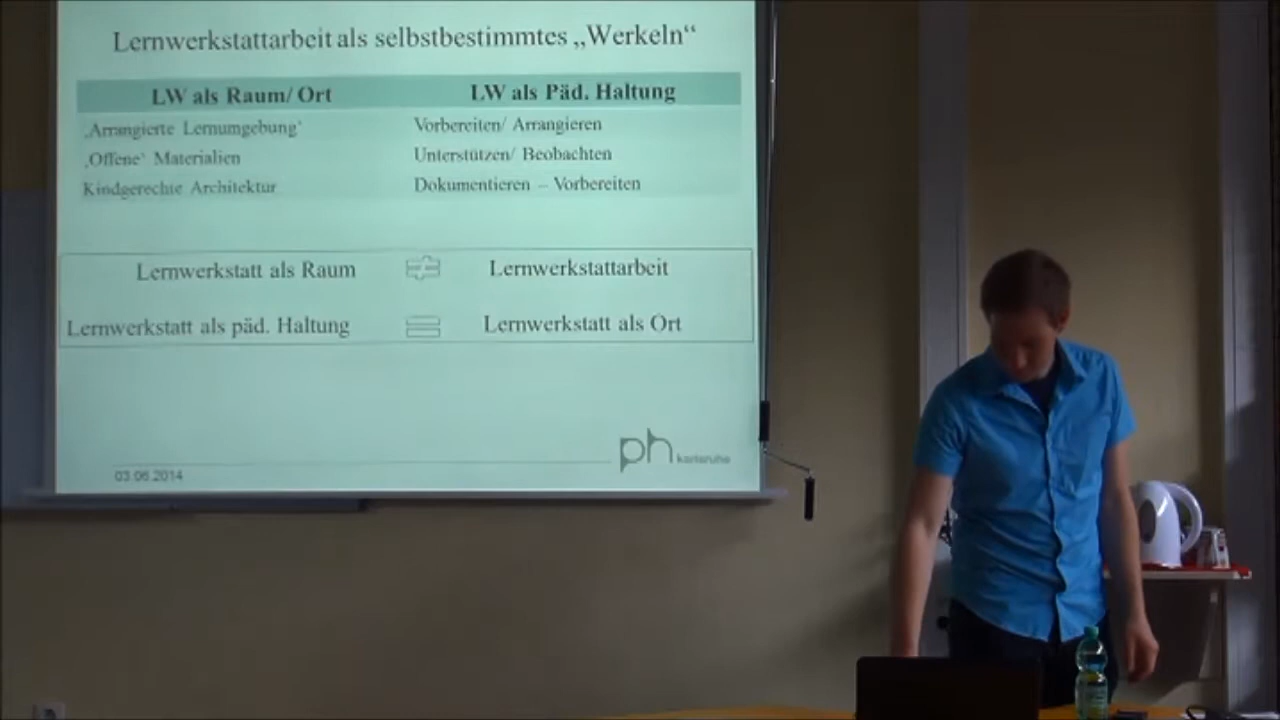 Lernwerkstattarbeit als selbstbestimmtes „Werkeln“
LW als Raum/ Ort LW als Päd. Haltung
‚Arrangierte Lernumgebung‘ Vorbereiten/ Arrangieren
‚Offene‘ Materialien Unterstützen/ Beobachten
Kindgerechte Architektur Dokumentieren – Vorbereiten
Lernwerkstatt als Raum ≠ Lernwerkstattarbeit
Lernwerkstatt als päd. Haltung = Lernwerkstatt als Ort
ph karlsruhe
03.06.2014